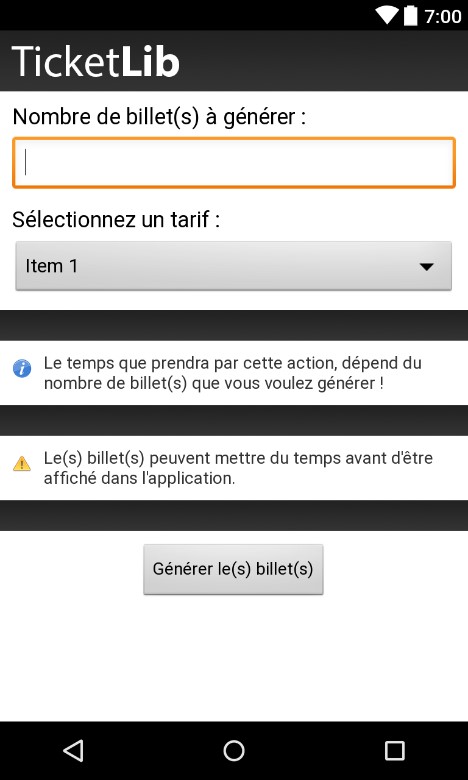 7:00
TicketLib
Nombre de billet(s) à générer :
Sélectionnez un tarif :
Item 1
Le temps que prendra par cette action, dépend du
nombre de billet(s) que vous voulez générer !
Le(s) billet(s) peuvent mettre du temps avant d'être
affiché dans l'application.
Générer le(s) billet(s)